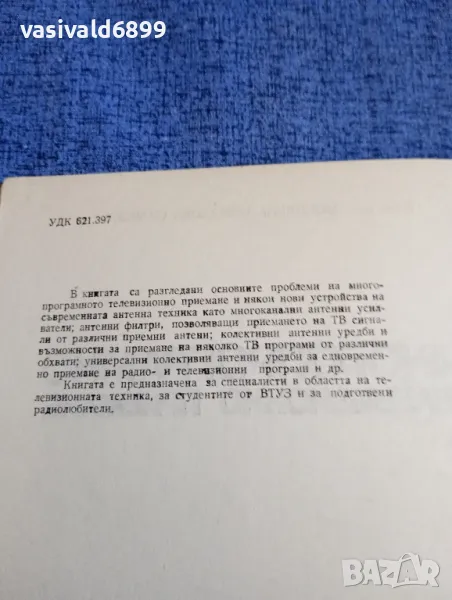 vasivald6899
УДК 621.397
В книгата са разгледани основните проблеми на много-
програмното телевизионно приемане и някои нови устройства на
съвременната антенна техника като многоканални антенни усил-
ватели; антенни филтри, позволяващи приемането на ТВ сигна-
ли от различни приемни антени; колективни антенни уредби и
възможности за приемане на няколко ТВ програми от различни
обхвати; универсални колективни антенни уредби за едновремен-
но приемане на радио- и телевизионни програми и др.
Книгата е предназначена за специалисти в областта на те-
левизионната техника, за студентите от ВТУЗ и за подготвени
радиолюбители.
BAZAR